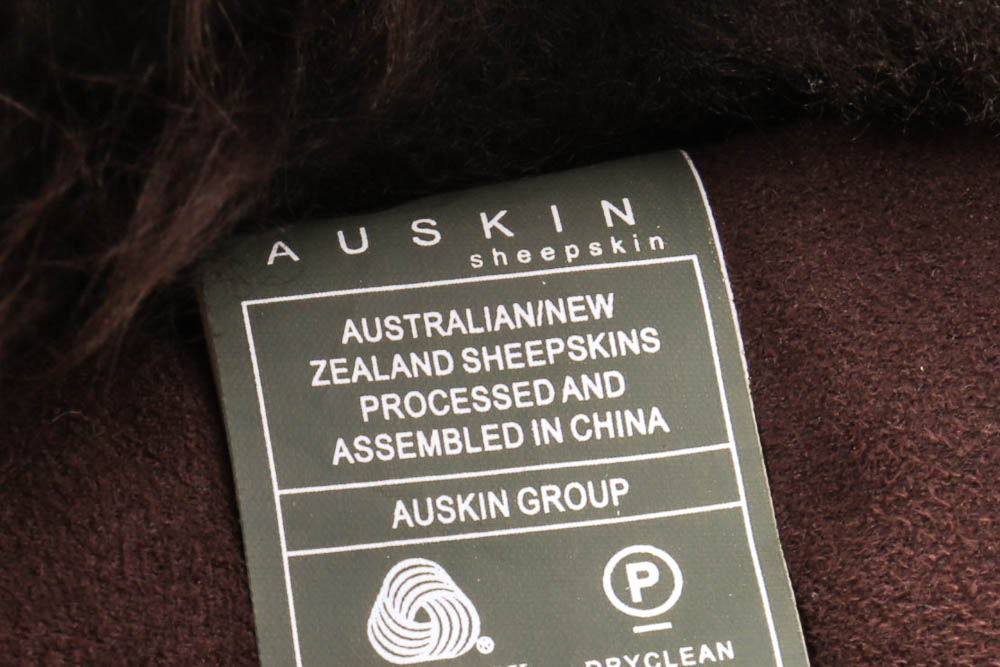 AUSKIN
sheepskin
AUSTRALIAN/NEW
ZEALAND SHEEPSKINS
PROCESSED AND
ASSEMBLED IN CHINA
AUSKIN GROUP
P
DRYCLEAN